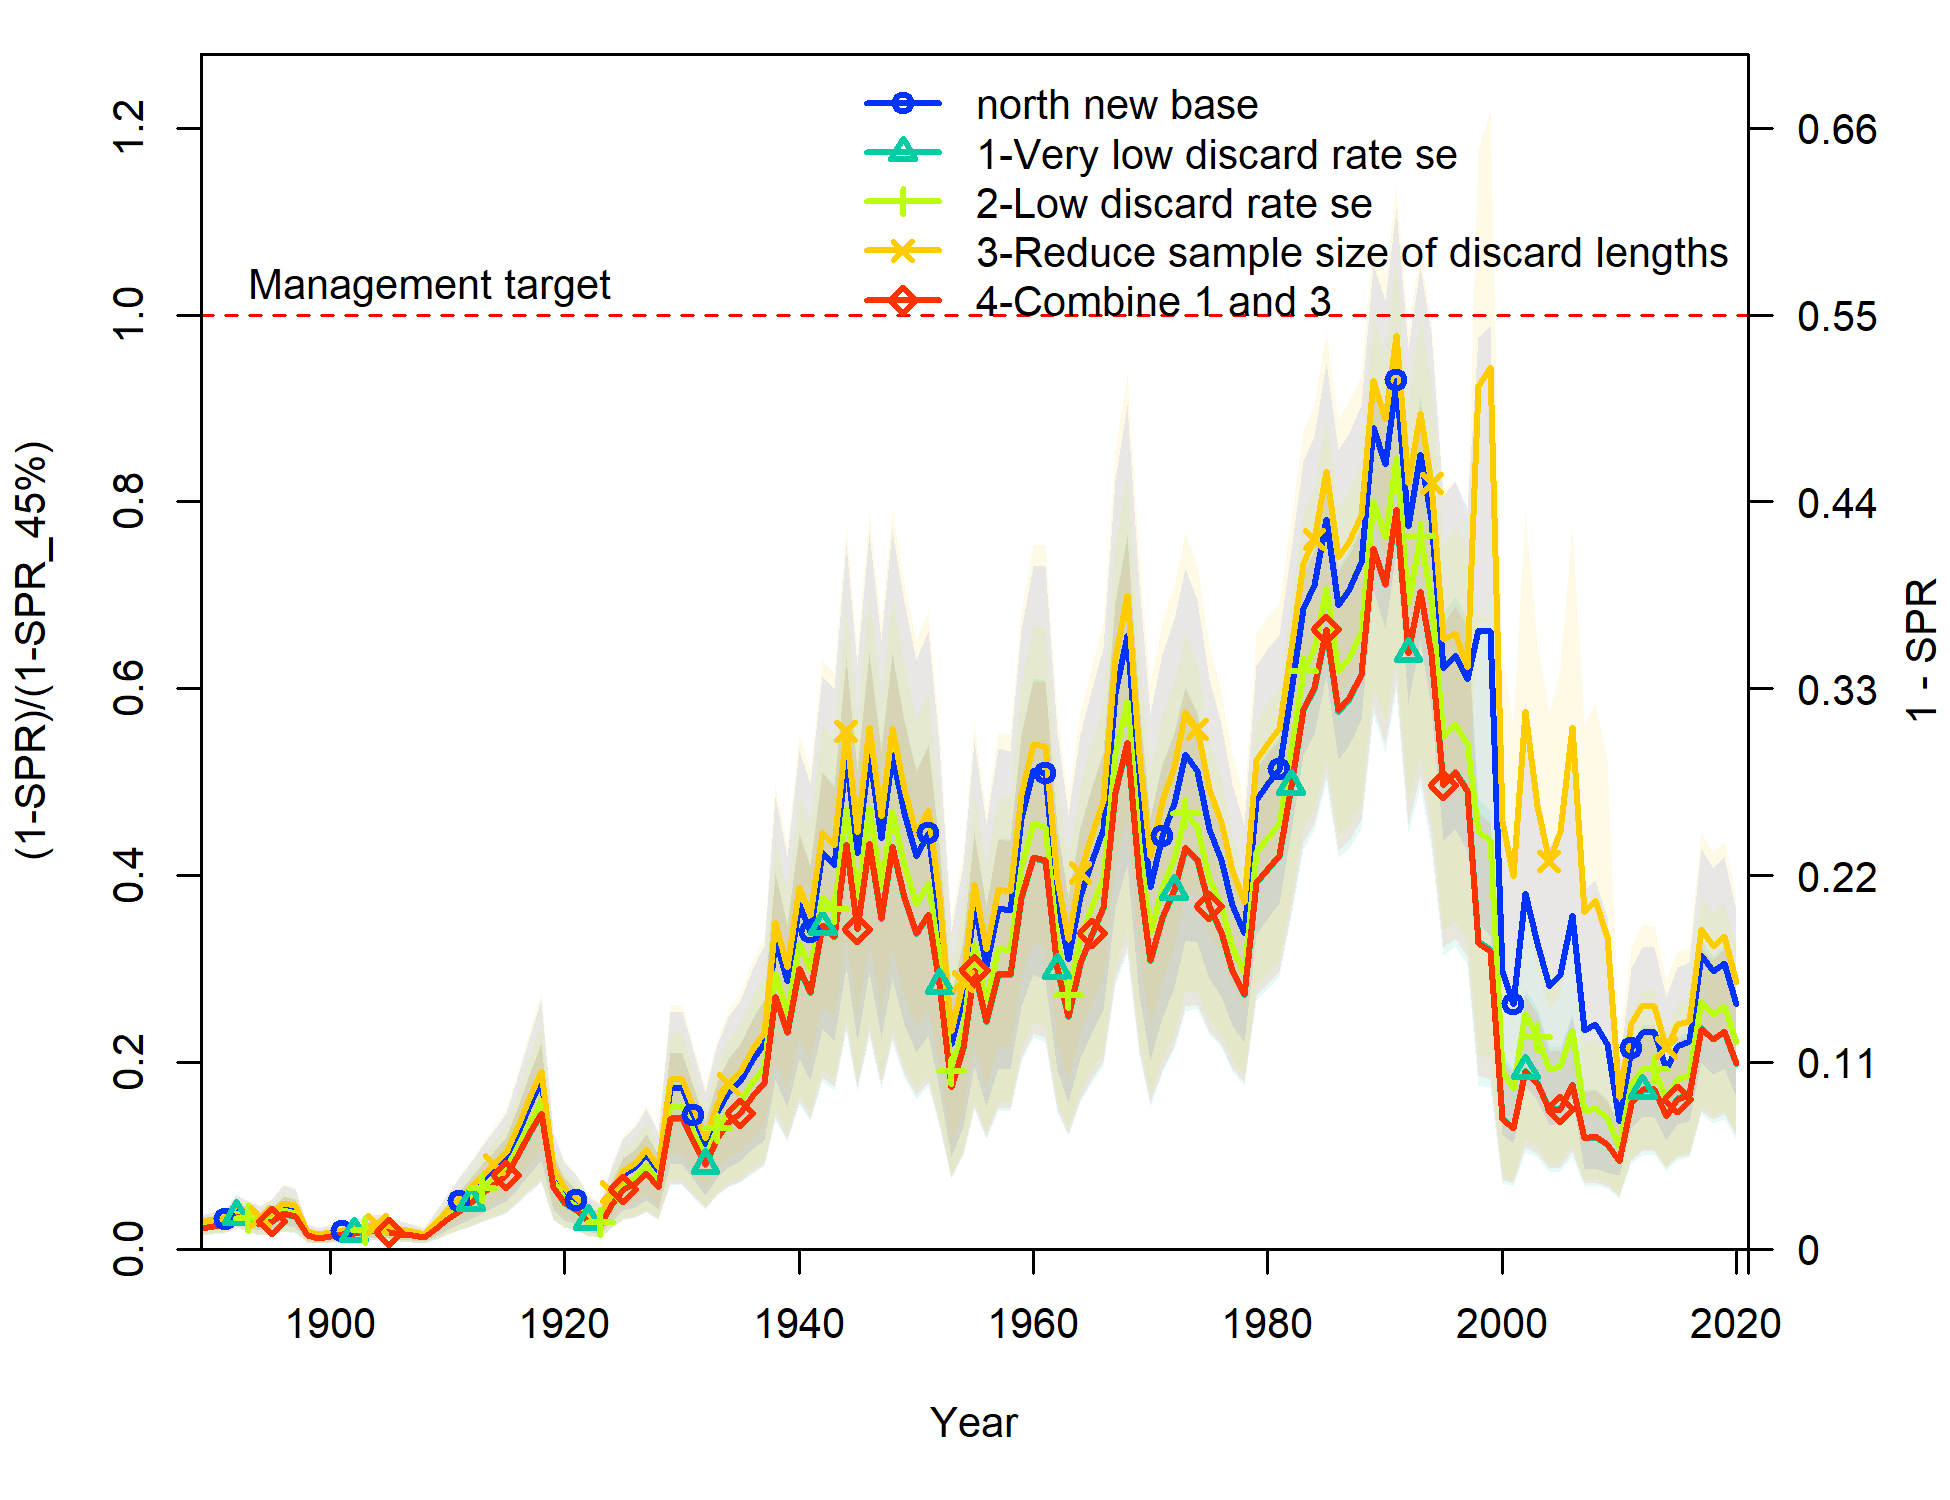 north new base
1-Very low discard rate se
2-Low discard rate se
3-Reduce sample size of discard lengths
4-Combine 1 and 3
Management target
(1-SPR)/(1-SPR_45%)
0.0
0.2
0.4
0.6
0.8
1.0
1.2
1 - SPR
0
0.11
0.22
0.33
0.44
0.55
0.66
1900 1920 1940 1960 1980 2000 2020
Year